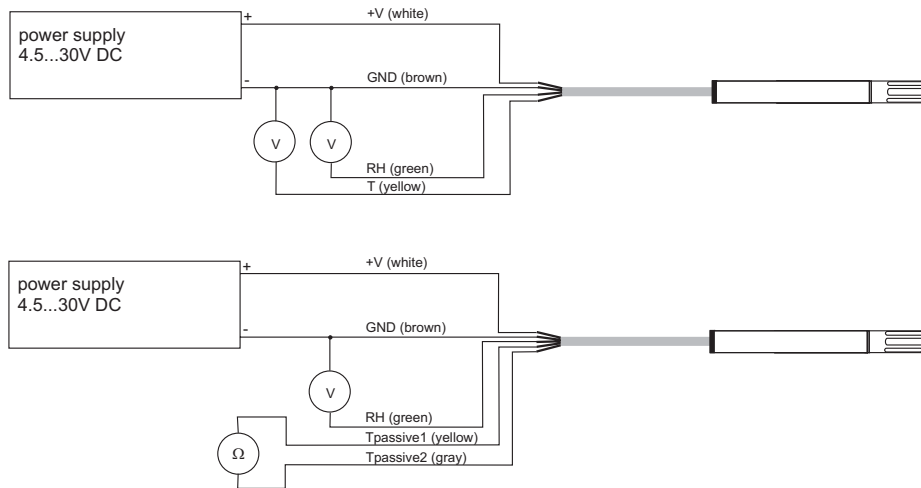 +
+V (white)
power supply
4.5...30V DC
-
GND (brown)
V
V
RH (green)
T (yellow)
+
+V (white)
power supply
4.5...30V DC
-
GND (brown)
V
RH (green)
Tpassive1 (yellow)
Ω
Tpassive2 (gray)